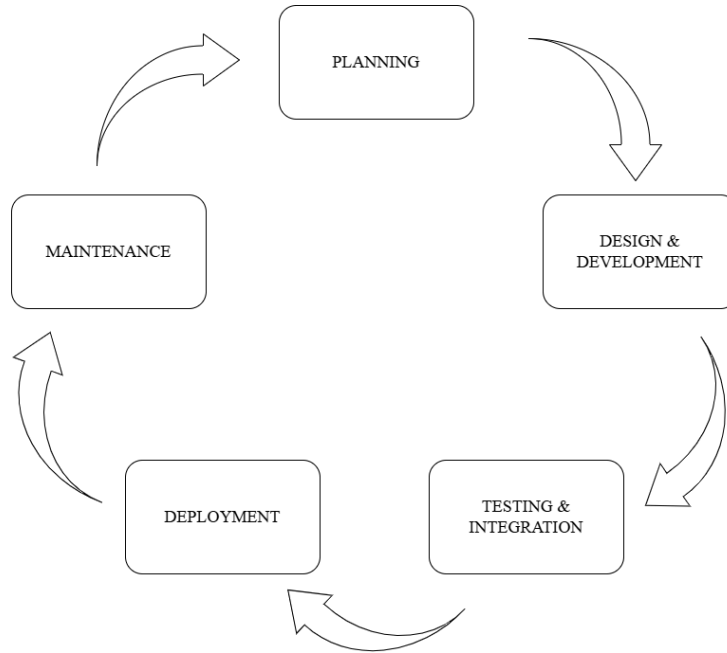 PLANNING
DESIGN &
DEVELOPMENT
TESTING &
INTEGRATION
DEPLOYMENT
MAINTENANCE